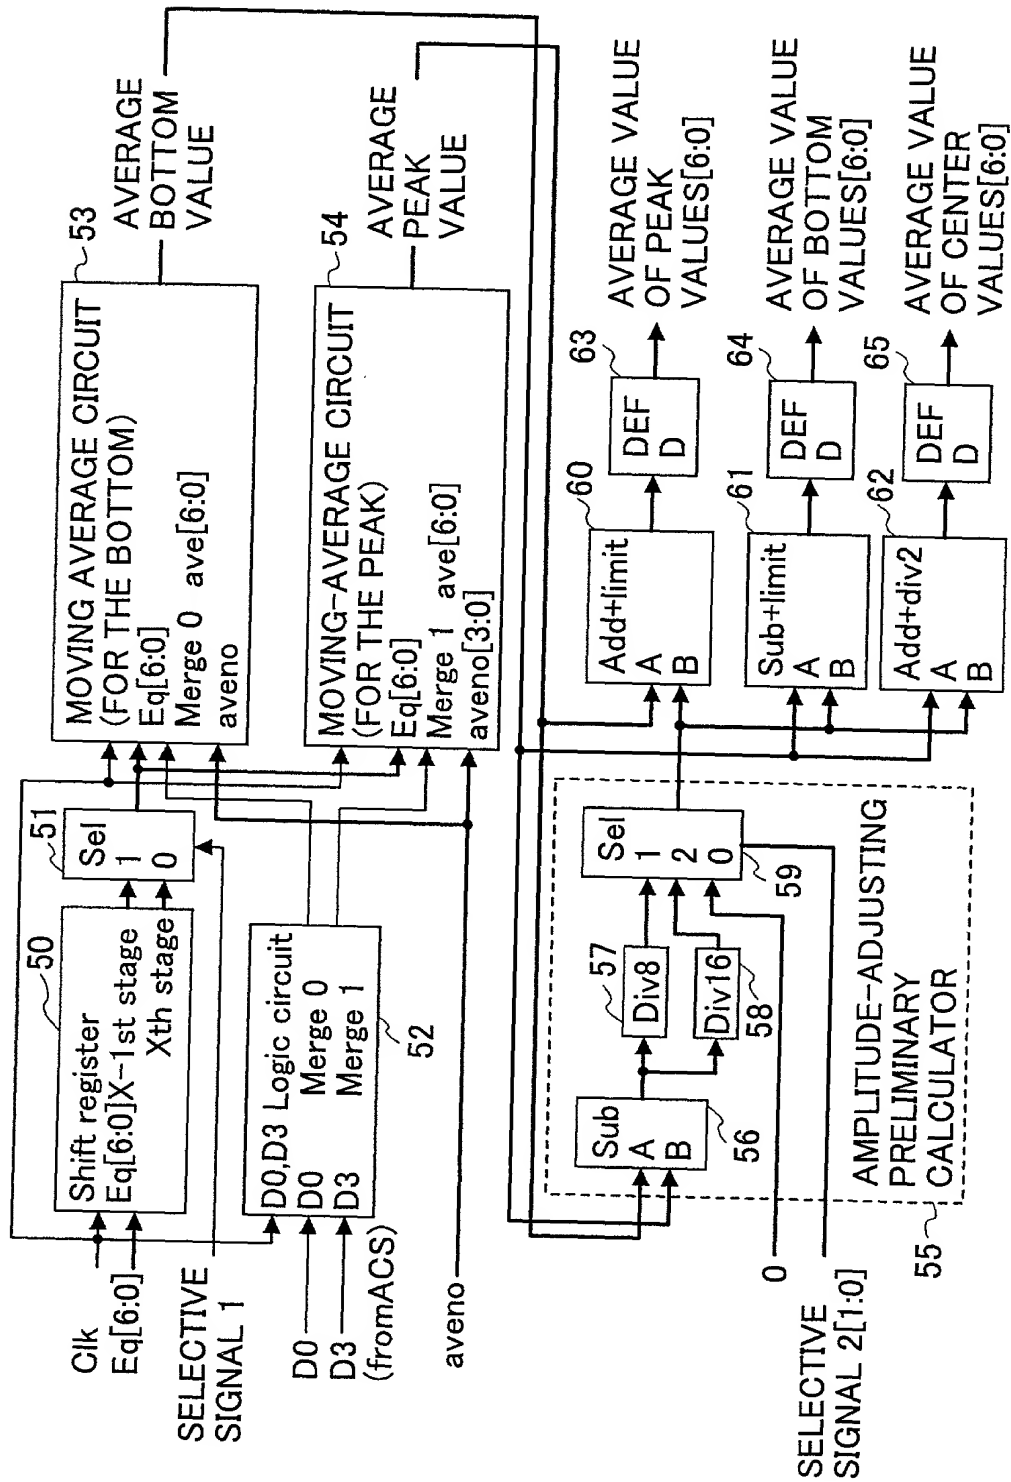 Clk
Eq[6:0]
SELECTIVE
SIGNAL 1
D0
D3
(fromACS)
aveno
50
Shift register
Eq[6:0]X-1st stage
Xth stage
51
Sel
1
0
D0,D3 Logic circuit
D0 Merge 0
D3 Merge 1
52
53
MOVING AVERAGE CIRCUIT
(FOR THE BOTTOM)
Eq[6:0]
Merge 0 ave[6:0]
aveno
AVERAGE
BOTTOM
VALUE
54
MOVING-AVERAGE CIRCUIT
(FOR THE PEAK)
Eq[6:0]
Merge 1 ave[6:0]
aveno[3:0]
AVERAGE
PEAK
VALUE
0
SELECTIVE
SIGNAL 2[1:0]
55
Sub
A
B
56
57
Div8
Div16
58
Sel
1
2
0
59
AMPLITUDE-ADJUSTING
PRELIMINARY
CALCULATOR
60
Add+limit
A
B
63
DEF
D
AVERAGE VALUE
OF PEAK
VALUES[6:0]
61
Sub+limit
A
B
64
DEF
D
AVERAGE VALUE
OF BOTTOM
VALUES[6:0]
62
Add+div2
A
B
65
DEF
D
AVERAGE VALUE
OF CENTER
VALUES[6:0]